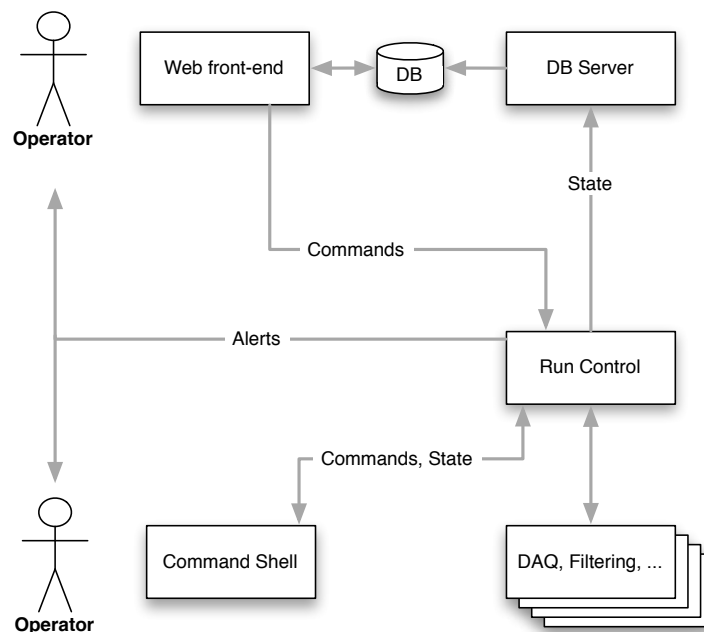 Web front-end
DB
DB Server
Operator
State
Commands
Alerts
Run Control
Commands, State
Command Shell
DAQ, Filtering, ...
Operator